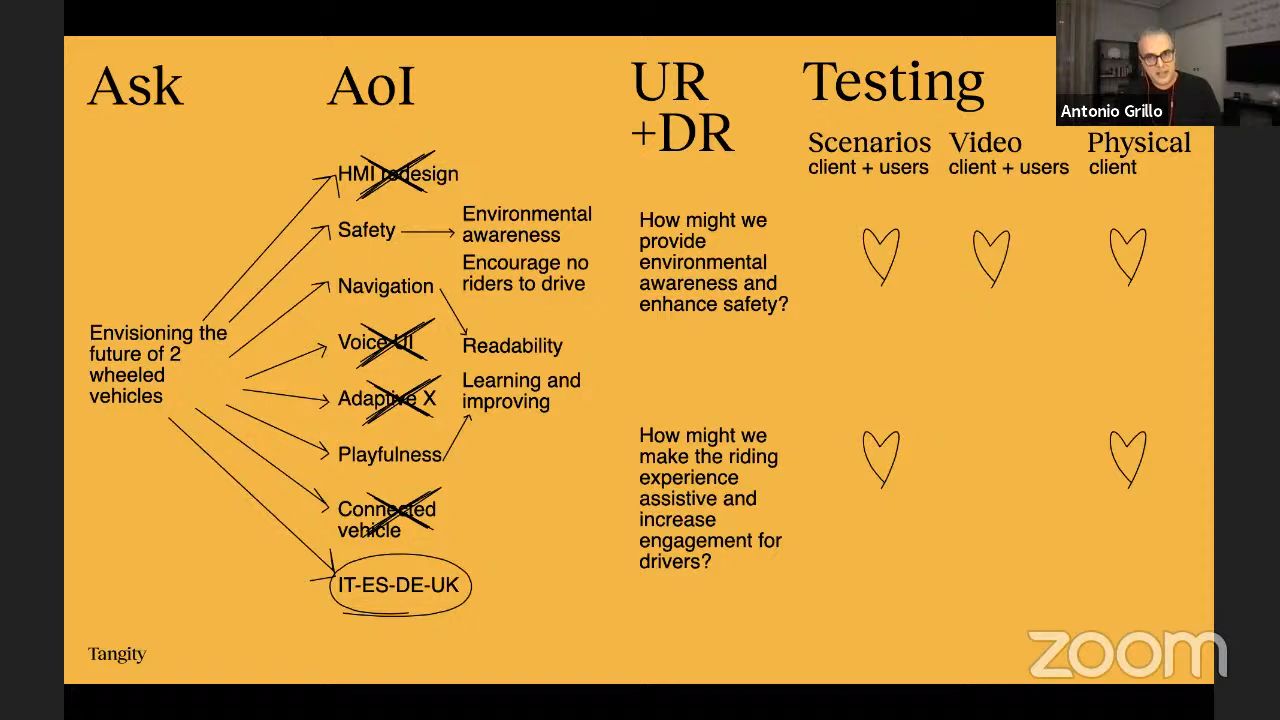 Ask
AoI
UR
+DR
Testing
Antonio Grillo
Scenarios
client + users
Video
client + users
Physical
client
Envisioning the
future of 2
wheeled
vehicles
HMI redesign
Safety
Navigation
Voice UI
Adaptive X
Playfulness
Connected
vehicle
IT-ES-DE-UK
Environmental
awareness
Encourage no
riders to drive
Readability
Learning and
improving
How might we
provide
environmental
awareness and
enhance safety?
How might we
make the riding
experience
assistive and
increase
engagement for
drivers?
Tangity
zoom